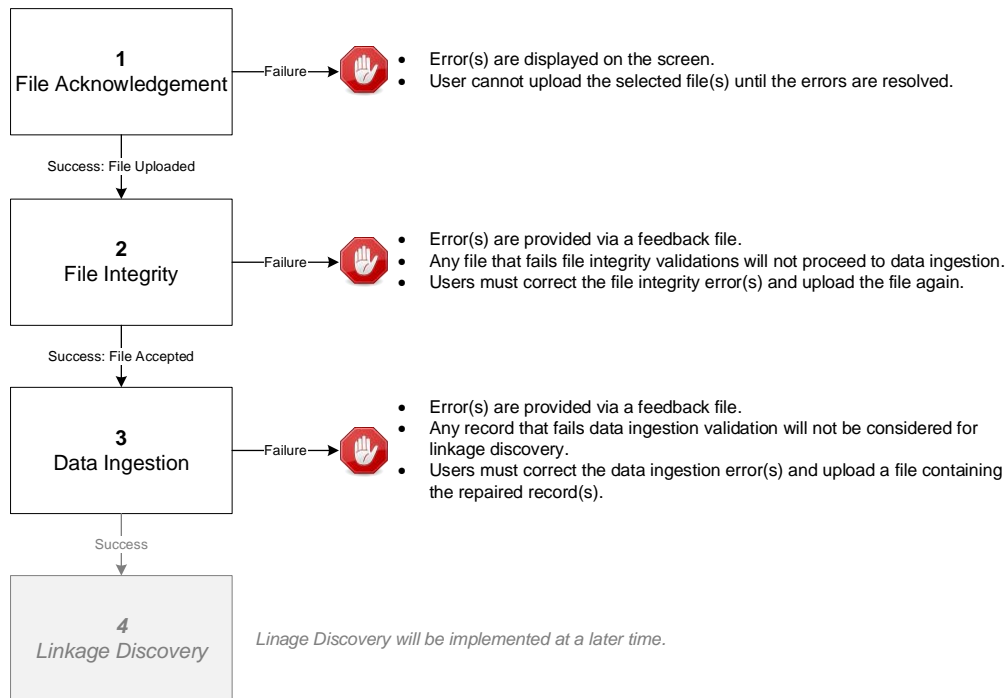 1
File Acknowledgement
Failure
• Error(s) are displayed on the screen.
• User cannot upload the selected file(s) until the errors are resolved.
Success: File Uploaded
2
File Integrity
Failure
• Error(s) are provided via a feedback file.
• Any file that fails file integrity validations will not proceed to data ingestion.
• Users must correct the file integrity error(s) and upload the file again.
Success: File Accepted
3
Data Ingestion
Failure
• Error(s) are provided via a feedback file.
• Any record that fails data ingestion validation will not be considered for
linkage discovery.
• Users must correct the data ingestion error(s) and upload a file containing
the repaired record(s).
Success
4
Linkage Discovery
Linage Discovery will be implemented at a later time.